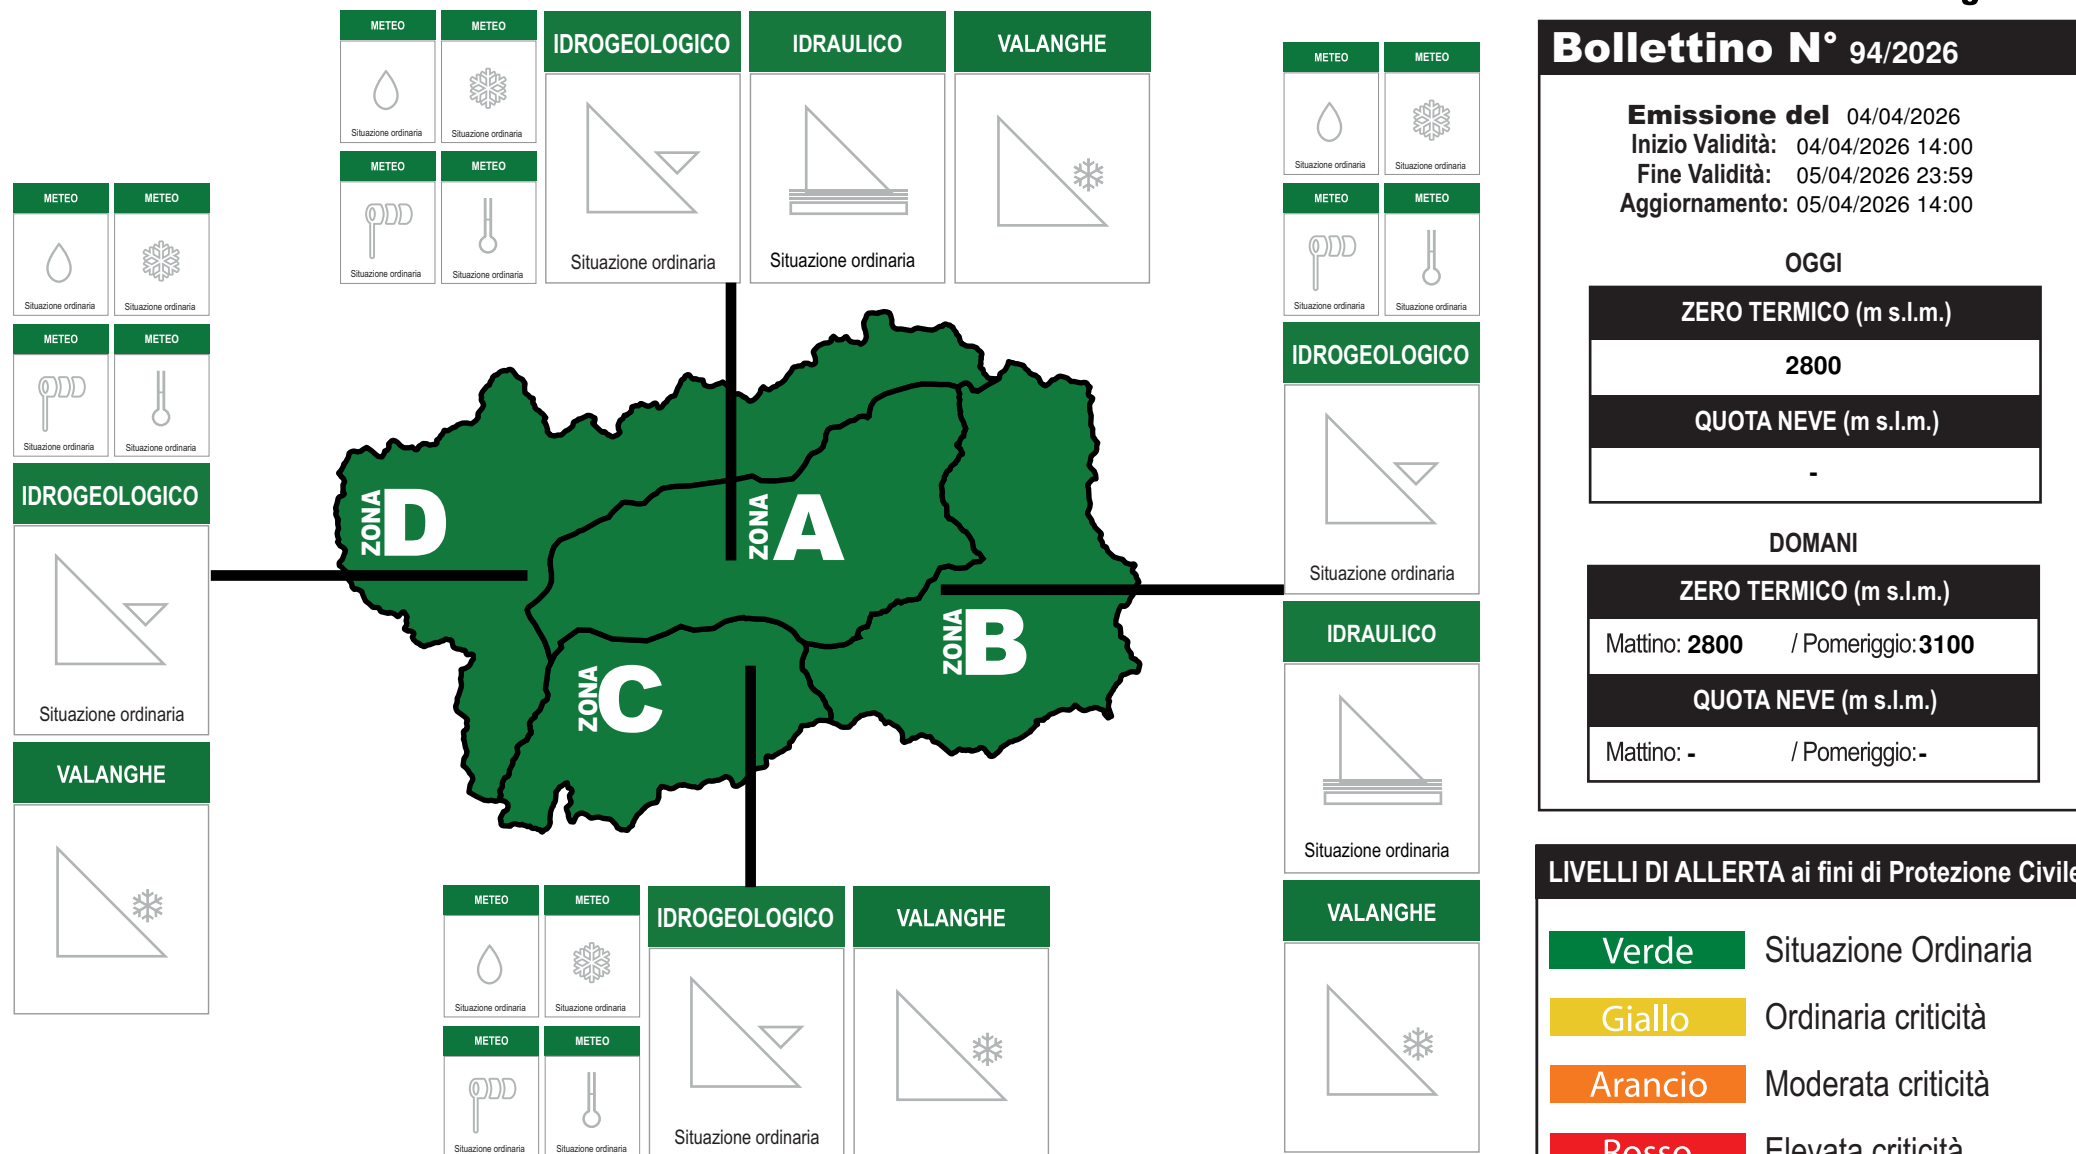 METEO METEO
Situazione ordinaria Situazione ordinaria
METEO METEO
Situazione ordinaria Situazione ordinaria
IDROGEOLOGICO
Situazione ordinaria
IDRAULICO
Situazione ordinaria
VALANGHE
METEO METEO
Situazione ordinaria Situazione ordinaria
METEO METEO
Situazione ordinaria Situazione ordinaria
IDROGEOLOGICO
Situazione ordinaria
VALANGHE
ZONA D
ZONA A
ZONA B
ZONA C
METEO METEO
Situazione ordinaria Situazione ordinaria
METEO METEO
Situazione ordinaria Situazione ordinaria
IDROGEOLOGICO
Situazione ordinaria
IDRAULICO
Situazione ordinaria
VALANGHE
METEO METEO
Situazione ordinaria Situazione ordinaria
METEO METEO
Situazione ordinaria Situazione ordinaria
IDROGEOLOGICO
Situazione ordinaria
VALANGHE
Bollettino N° 94/2026
Emissione del 04/04/2026
Inizio Validità: 04/04/2026 14:00
Fine Validità: 05/04/2026 23:59
Aggiornamento: 05/04/2026 14:00
OGGI
ZERO TERMICO (m s.l.m.)
2800
QUOTA NEVE (m s.l.m.)
-
DOMANI
ZERO TERMICO (m s.l.m.)
Mattino: 2800 / Pomeriggio: 3100
QUOTA NEVE (m s.l.m.)
Mattino: - / Pomeriggio: -
LIVELLI DI ALLERTA ai fini di Protezione Civile
Verde Situazione Ordinaria
Giallo Ordinaria criticità
Arancio Moderata criticità
Rosso Elevata criticità